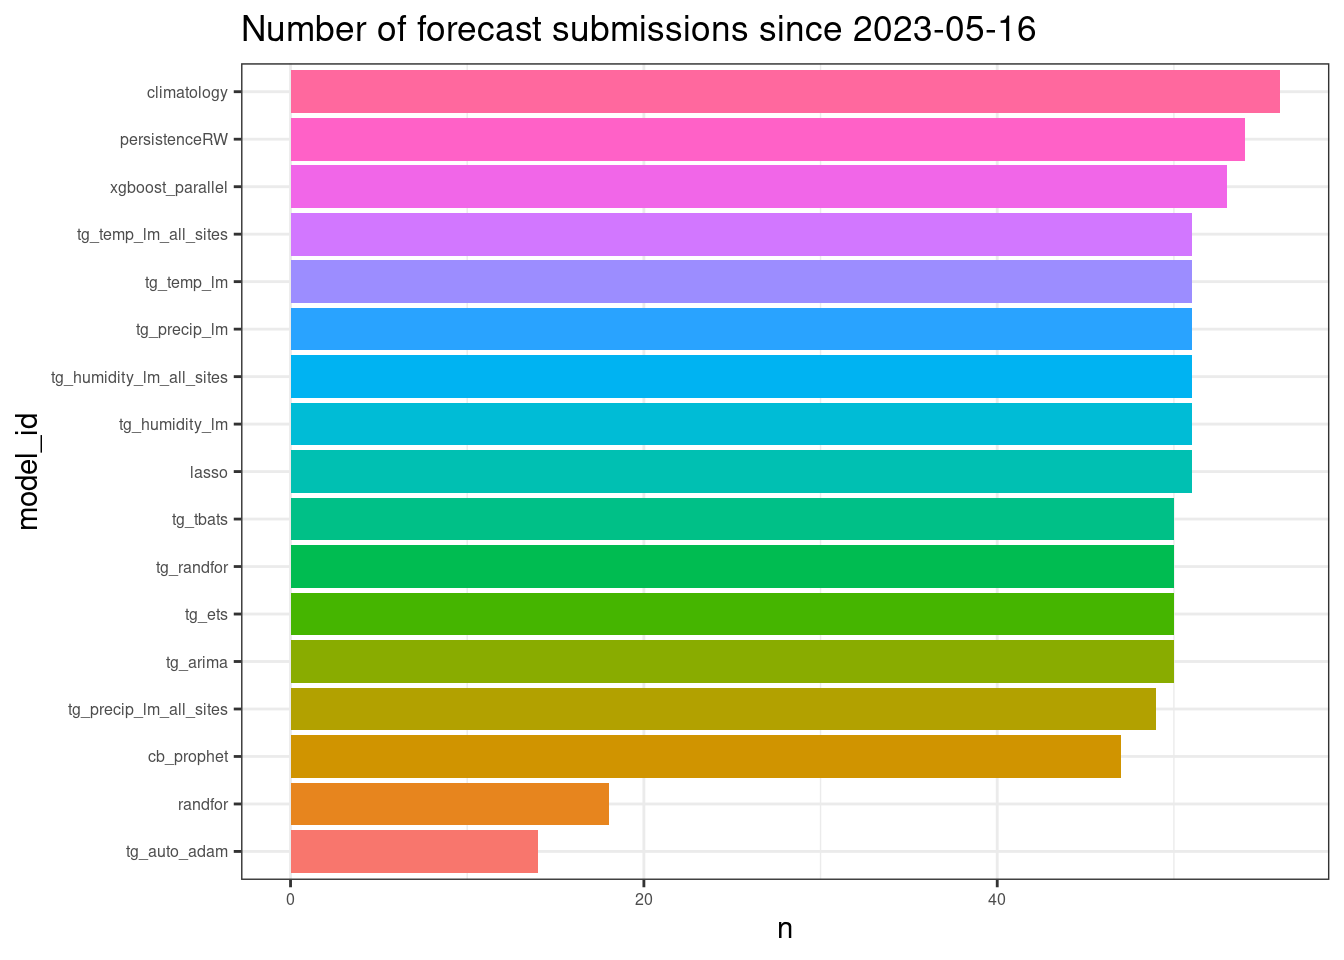 Number of forecast submissions since 2023-05-16
climatology
persistenceRW
xgboost_parallel
tg_temp_lm_all_sites
tg_temp_lm
tg_precip_lm
tg_humidity_lm_all_sites
tg_humidity_lm
lasso
tg_tbats
tg_randfor
tg_ets
tg_arima
tg_precip_lm_all_sites
cb_prophet
randfor
tg_auto_adam
model_id
0 20 40
n